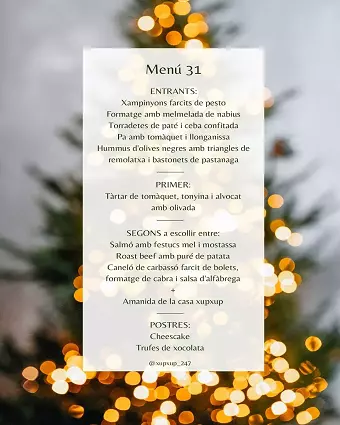 Menú 31
ENTRANTS:
Xampinyons farcits de pesto
Formatge amb melmelada de nabius
Torradetes de paté i ceba confitada
Pa amb tomàquet i llonganissa
Hummus d'olives negres amb triangles de
remolatxa i bastonets de pastanaga
PRIMER:
Tàrtar de tomàquet, tonyina i alvocat
amb olivada
SEGONS a escollir entre:
Salmó amb festucs mel i mostassa
Roast beef amb puré de patata
Caneló de carbassó farcit de bolets,
formatge de cabra i salsa d'alfàbrega
+
Amanida de la casa xupxup
POSTRES:
Cheescake
Trufes de xocolata
@xupxup_247